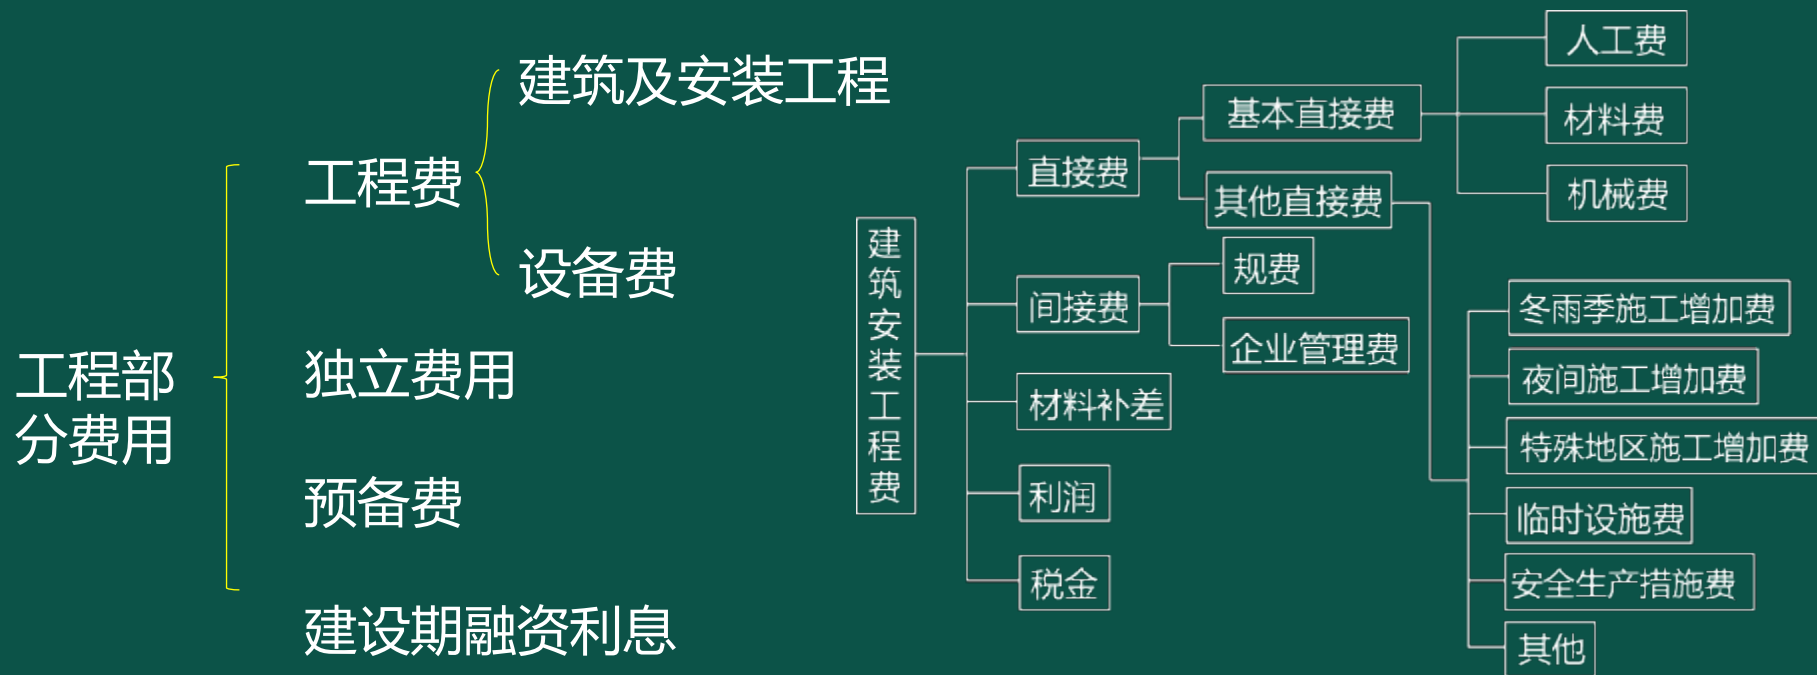 工程部
分费用
工程费
建筑及安装工程
设备费
独立费用
预备费
建设期融资利息
建筑安装工程费
直接费
基本直接费
人工费
材料费
机械费
其他直接费
冬雨季施工增加费
夜间施工增加费
特殊地区施工增加费
临时设施费
安全生产措施费
其他
间接费
规费
企业管理费
材料补差
利润
税金